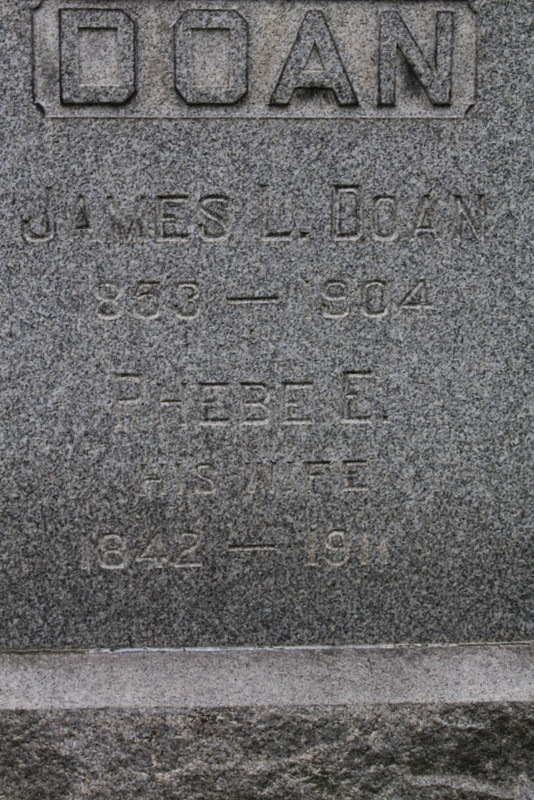 DOAN
JAMES L. DOAN
1853 — 1904
PHEBE E.
HIS WIFE
1842 — 1911